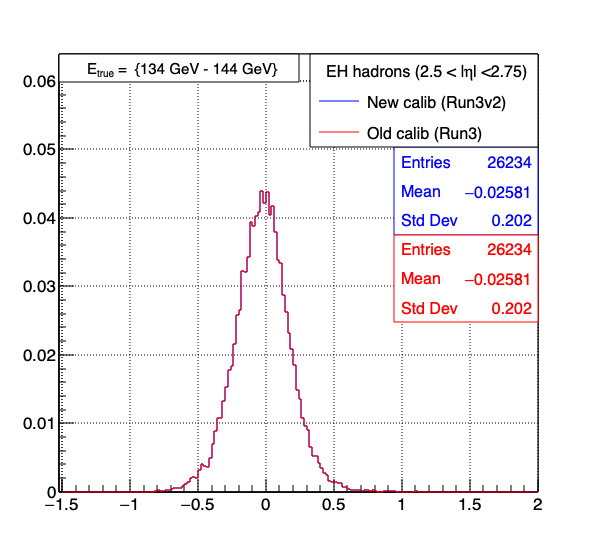 E_true = {134 GeV - 144 GeV}
EH hadrons (2.5 < |η| <2.75)
New calib (Run3v2)
Old calib (Run3)
Entries 26234
Mean −0.02581
Std Dev 0.202
Entries 26234
Mean −0.02581
Std Dev 0.202
0.06
0.05
0.04
0.03
0.02
0.01
0
−1.5 −1 −0.5 0 0.5 1 1.5 2